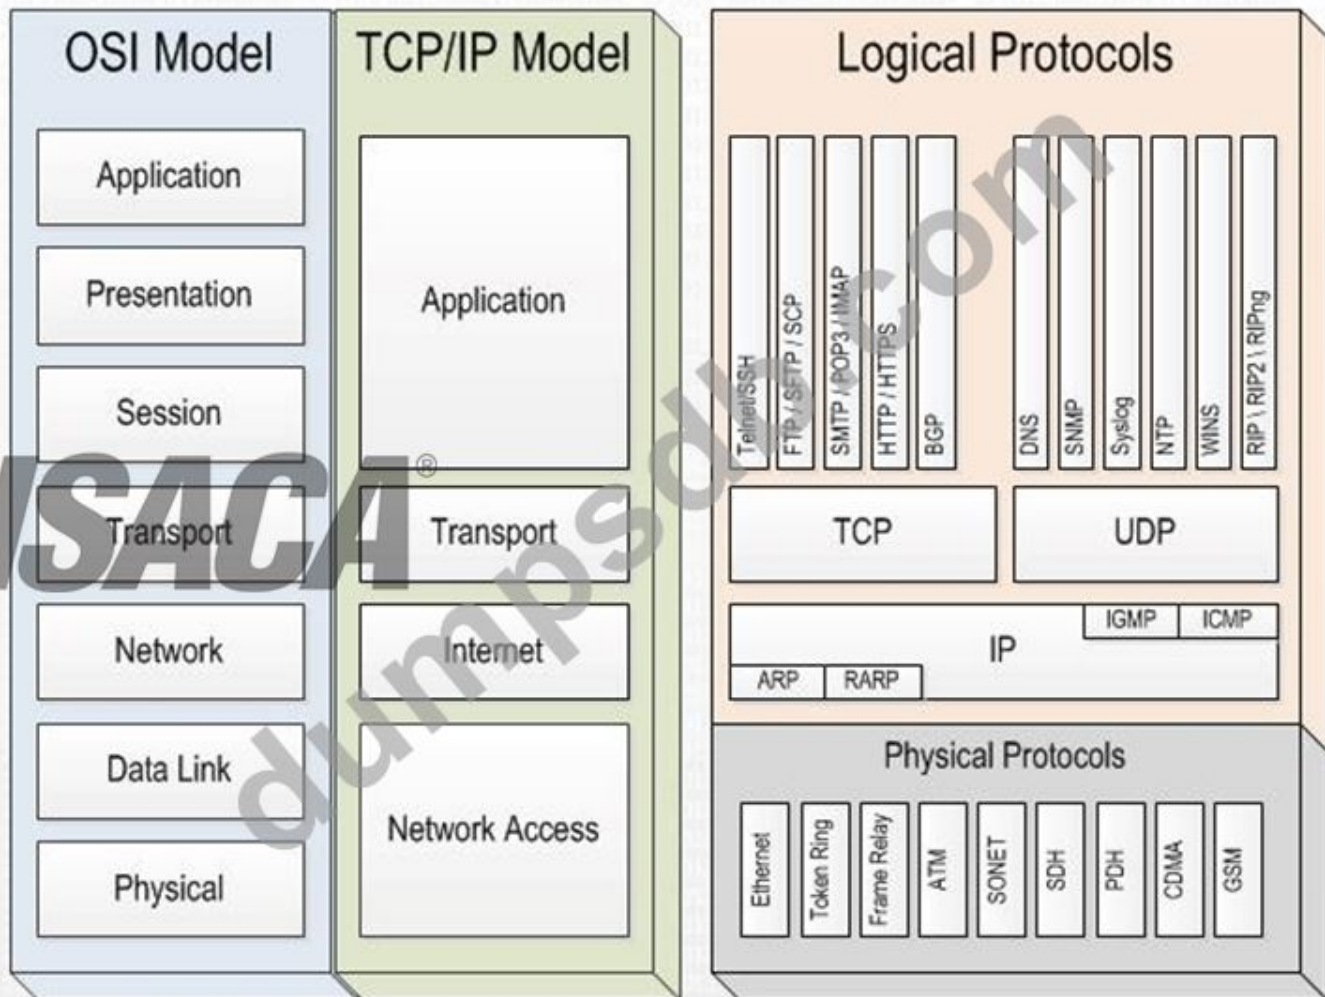 OSI Model
Application
Presentation
Session
Transport
Network
Data Link
Physical
TCP/IP Model
Application
Transport
Internet
Network Access
Logical Protocols
Telnet/SSH
FTP / SFTP / SCP
SMTP / POP3 / IMAP
HTTP / HTTPS
BGP
DNS
SNMP
Syslog
NTP
WINS
RIP \ RIP2 \ RIPng
TCP
UDP
IGMP
ICMP
IP
ARP
RARP
Physical Protocols
Ethernet
Token Ring
Frame Relay
ATM
SONET
SDH
PDH
CDMA
GSM
ISACA®
dumpsdb.com